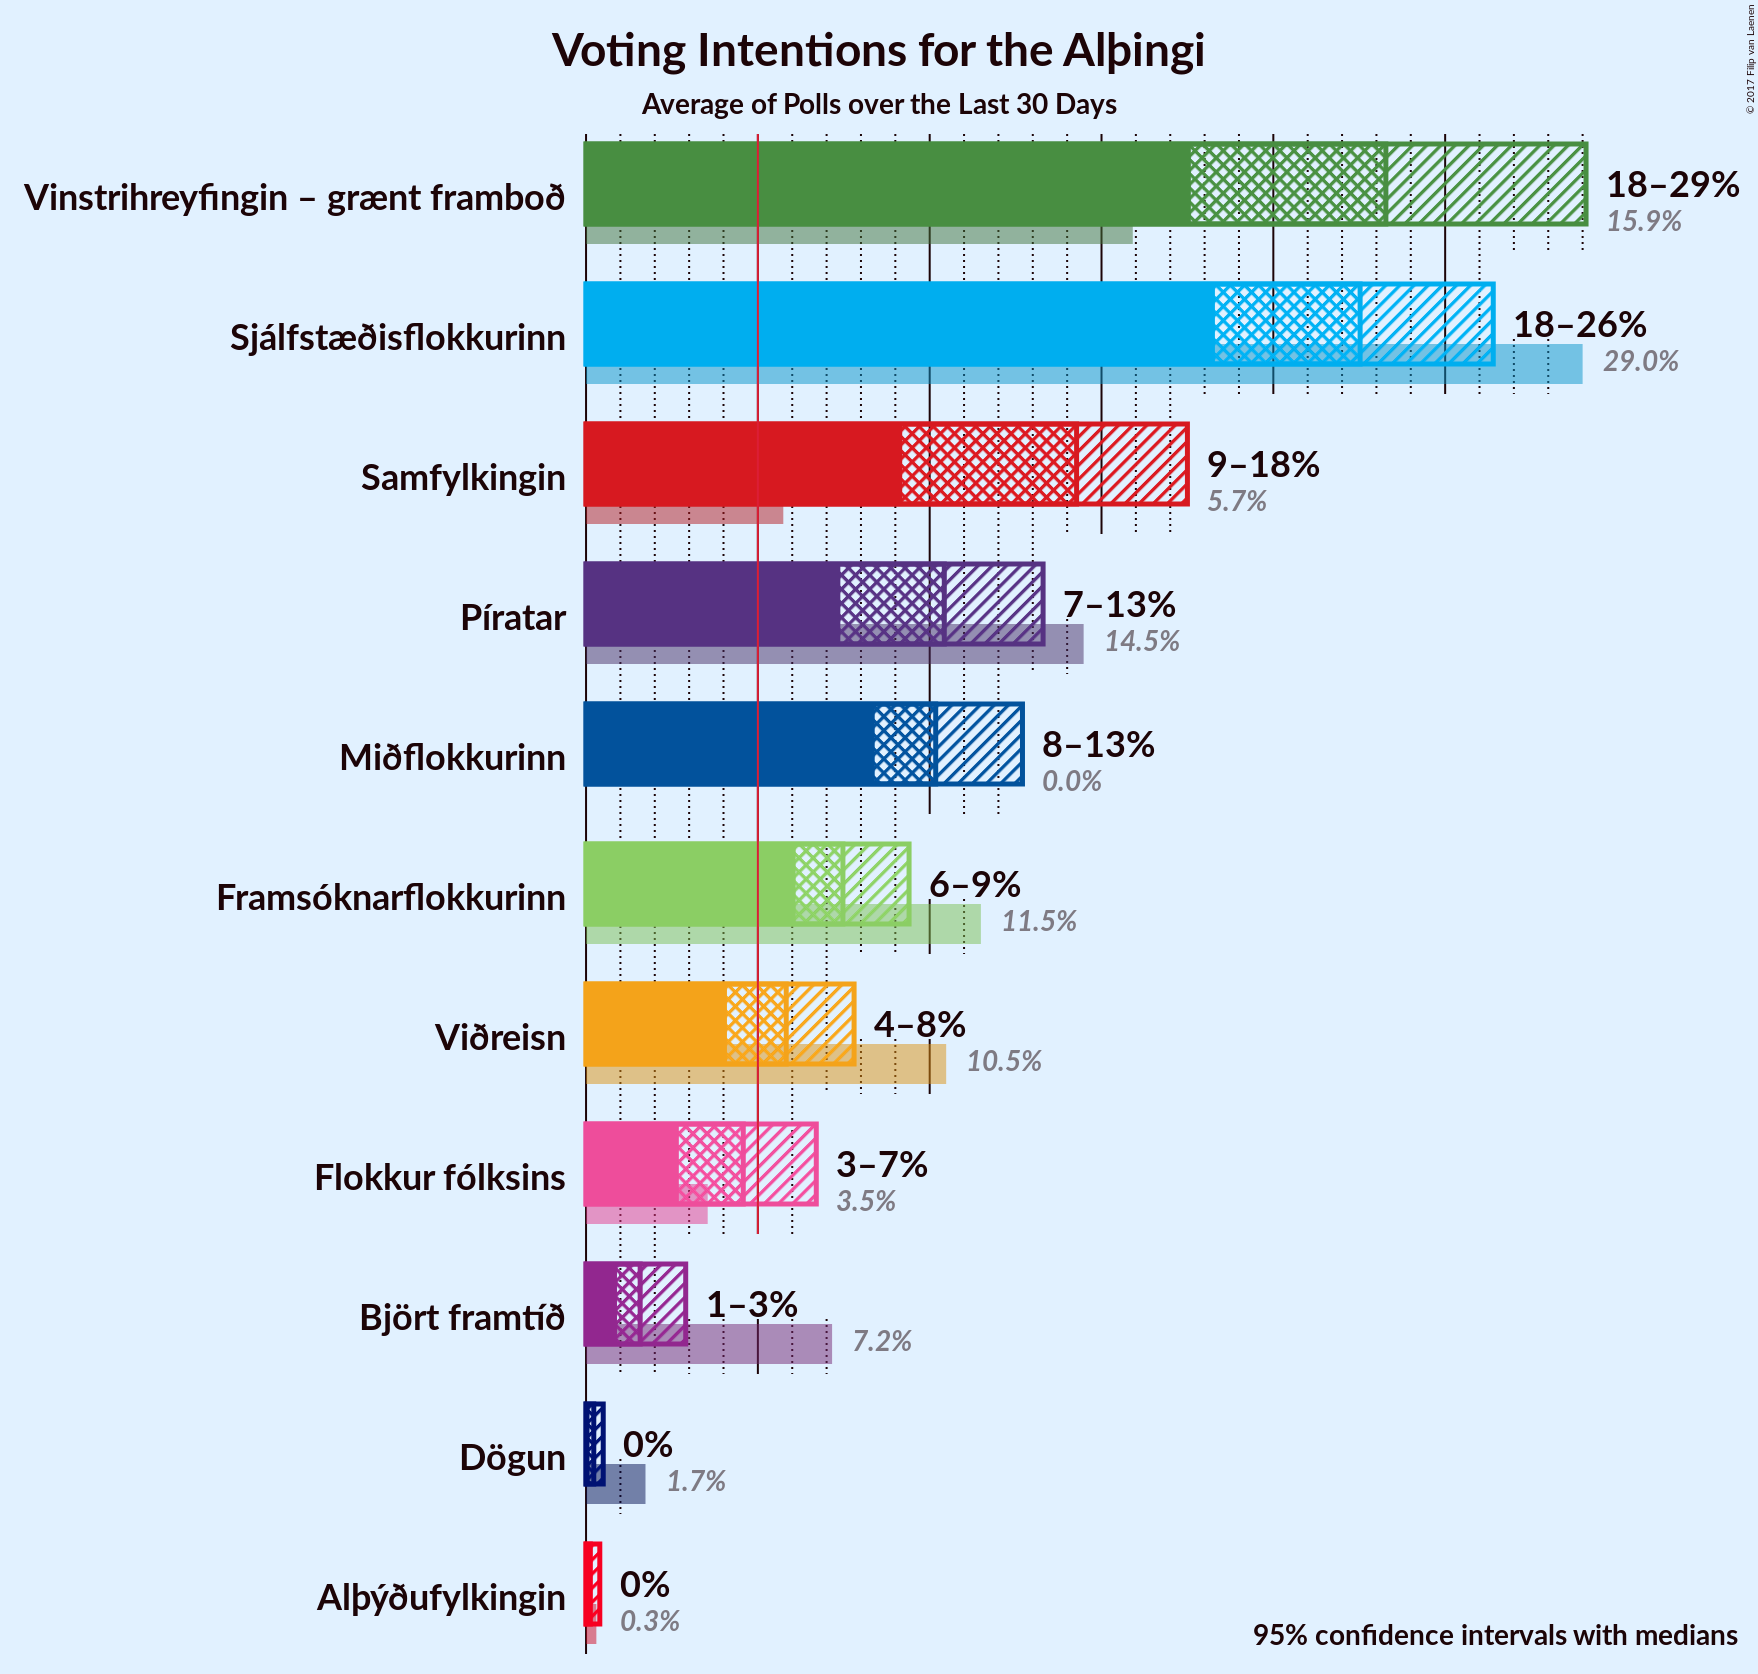 Voting Intentions for the Alþingi
Average of Polls over the Last 30 Days
© 2017 Filip van Laenen
Vinstrihreyfingin – grænt framboð
18–29%
15.9%
Sjálfstæðisflokkurinn
18–26%
29.0%
Samfylkingin
9–18%
5.7%
Píratar
7–13%
14.5%
Miðflokkurinn
8–13%
0.0%
Framsóknarflokkurinn
6–9%
11.5%
Viðreisn
4–8%
10.5%
Flokkur fólksins
3–7%
3.5%
Björt framtíð
1–3%
7.2%
Dögun
0%
1.7%
Alþýðufylkingin
0%
0.3%
95% confidence intervals with medians